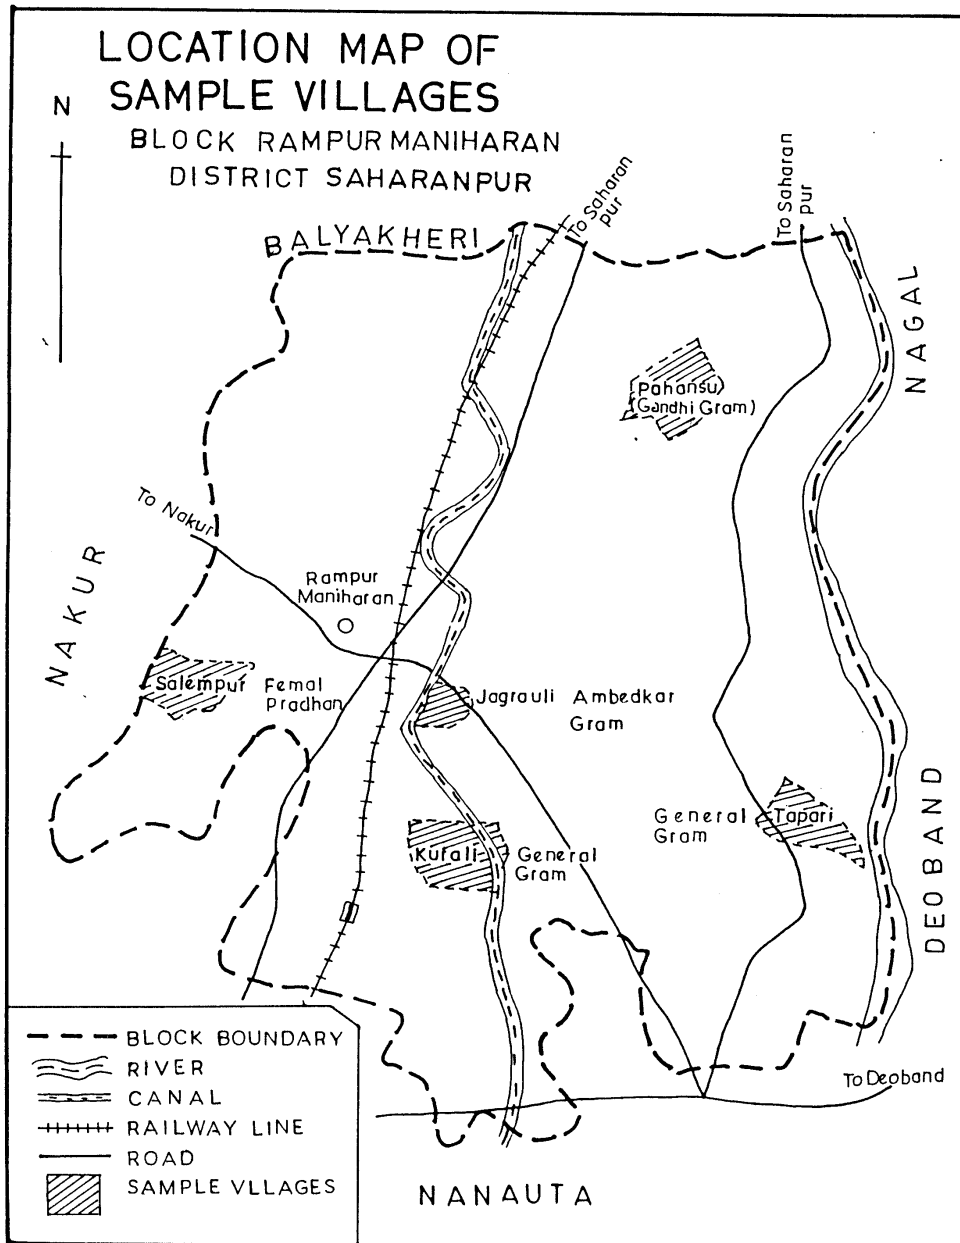 LOCATION MAP OF
SAMPLE VILLAGES
BLOCK RAMPUR MANIHARAN
DISTRICT SAHARANPUR
N
To Saharan
pur
To Saharan
pur
BALYAKHERI
NAGAL
Pahansu
(Gandhi Gram)
To Nakur
NAKUR
Rampur
Maniharan
Salempur Femal
Pradhan
Jagrauli Ambedkar
Gram
General
Gram
Tapari
Kurali General
Gram
DEOBAND
BLOCK BOUNDARY
RIVER
CANAL
RAILWAY LINE
ROAD
SAMPLE VLLAGES
To Deoband
NANAUTA